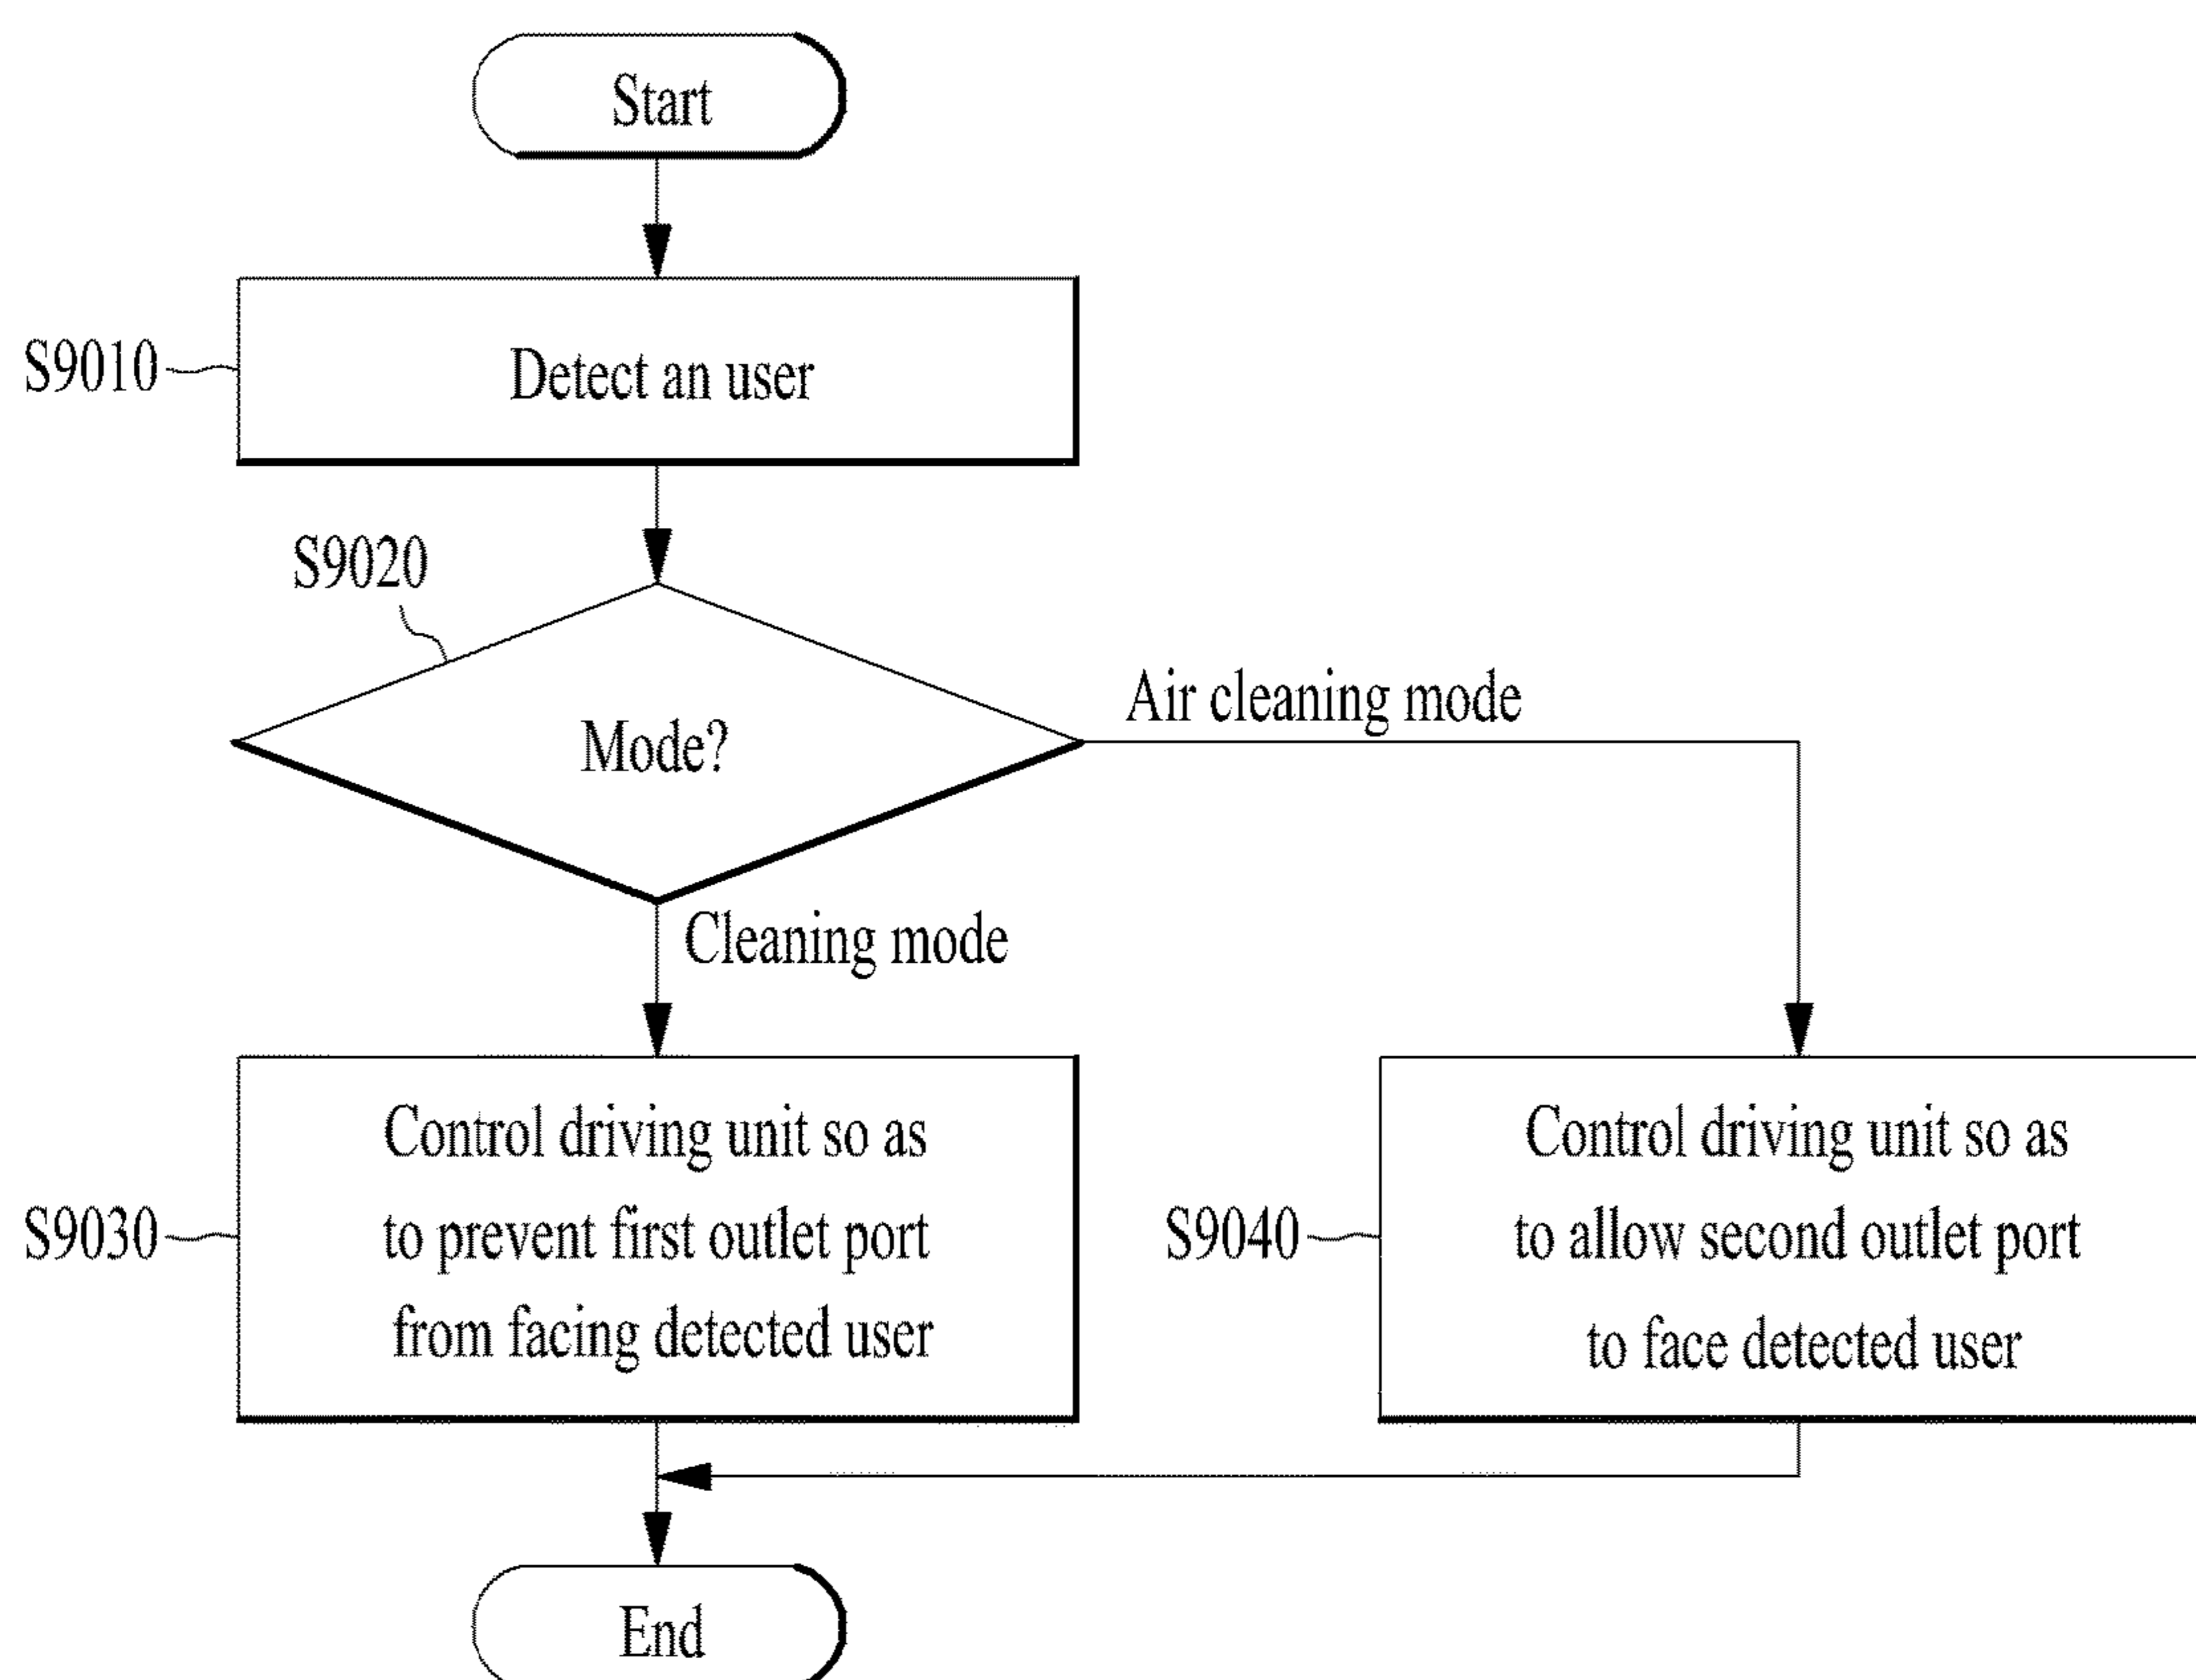 Start
S9010
Detect an user
S9020
Mode?
Air cleaning mode
Cleaning mode
S9030
Control driving unit so as
to prevent first outlet port
from facing detected user
S9040
Control driving unit so as
to allow second outlet port
to face detected user
End